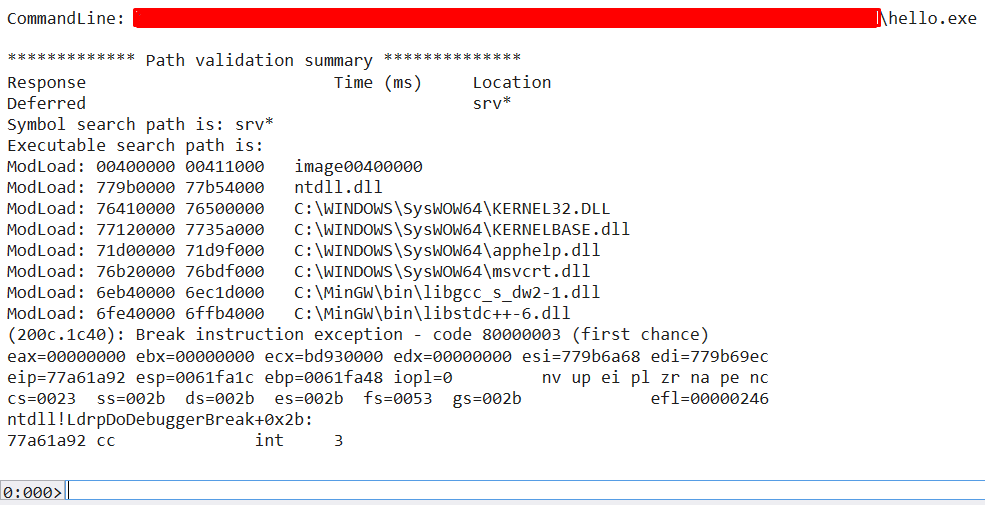 CommandLine: \hello.exe
************* Path validation summary **************
Response Time (ms) Location
Deferred srv*
Symbol search path is: srv*
Executable search path is:
ModLoad: 00400000 00411000 image00400000
ModLoad: 779b0000 77b54000 ntdll.dll
ModLoad: 76410000 76500000 C:\WINDOWS\SysWOW64\KERNEL32.DLL
ModLoad: 77120000 7735a000 C:\WINDOWS\SysWOW64\KERNELBASE.dll
ModLoad: 71d00000 71d9f000 C:\WINDOWS\SysWOW64\apphelp.dll
ModLoad: 76b20000 76bdf000 C:\WINDOWS\SysWOW64\msvcrt.dll
ModLoad: 6eb40000 6ec1d000 C:\MinGW\bin\libgcc_s_dw2-1.dll
ModLoad: 6fe40000 6ffb4000 C:\MinGW\bin\libstdc++-6.dll
(200c.1c40): Break instruction exception - code 80000003 (first chance)
eax=00000000 ebx=00000000 ecx=bd930000 edx=00000000 esi=779b6a68 edi=779b69ec
eip=77a61a92 esp=0061fa1c ebp=0061fa48 iopl=0 nv up ei pl zr na pe nc
cs=0023 ss=002b ds=002b es=002b fs=0053 gs=002b efl=00000246
ntdll!LdrpDoDebuggerBreak+0x2b:
77a61a92 cc int 3
0:000>